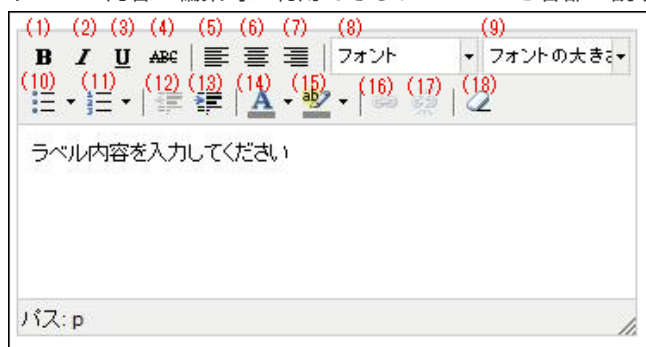 (1) (2) (3) (4) (5) (6) (7) (8) (9)
B I U ABC フォント フォントの大きさ
(10) (11) (12) (13) (14) (15) (16) (17) (18)
A ab
ラベル内容を入力してください
パス: p